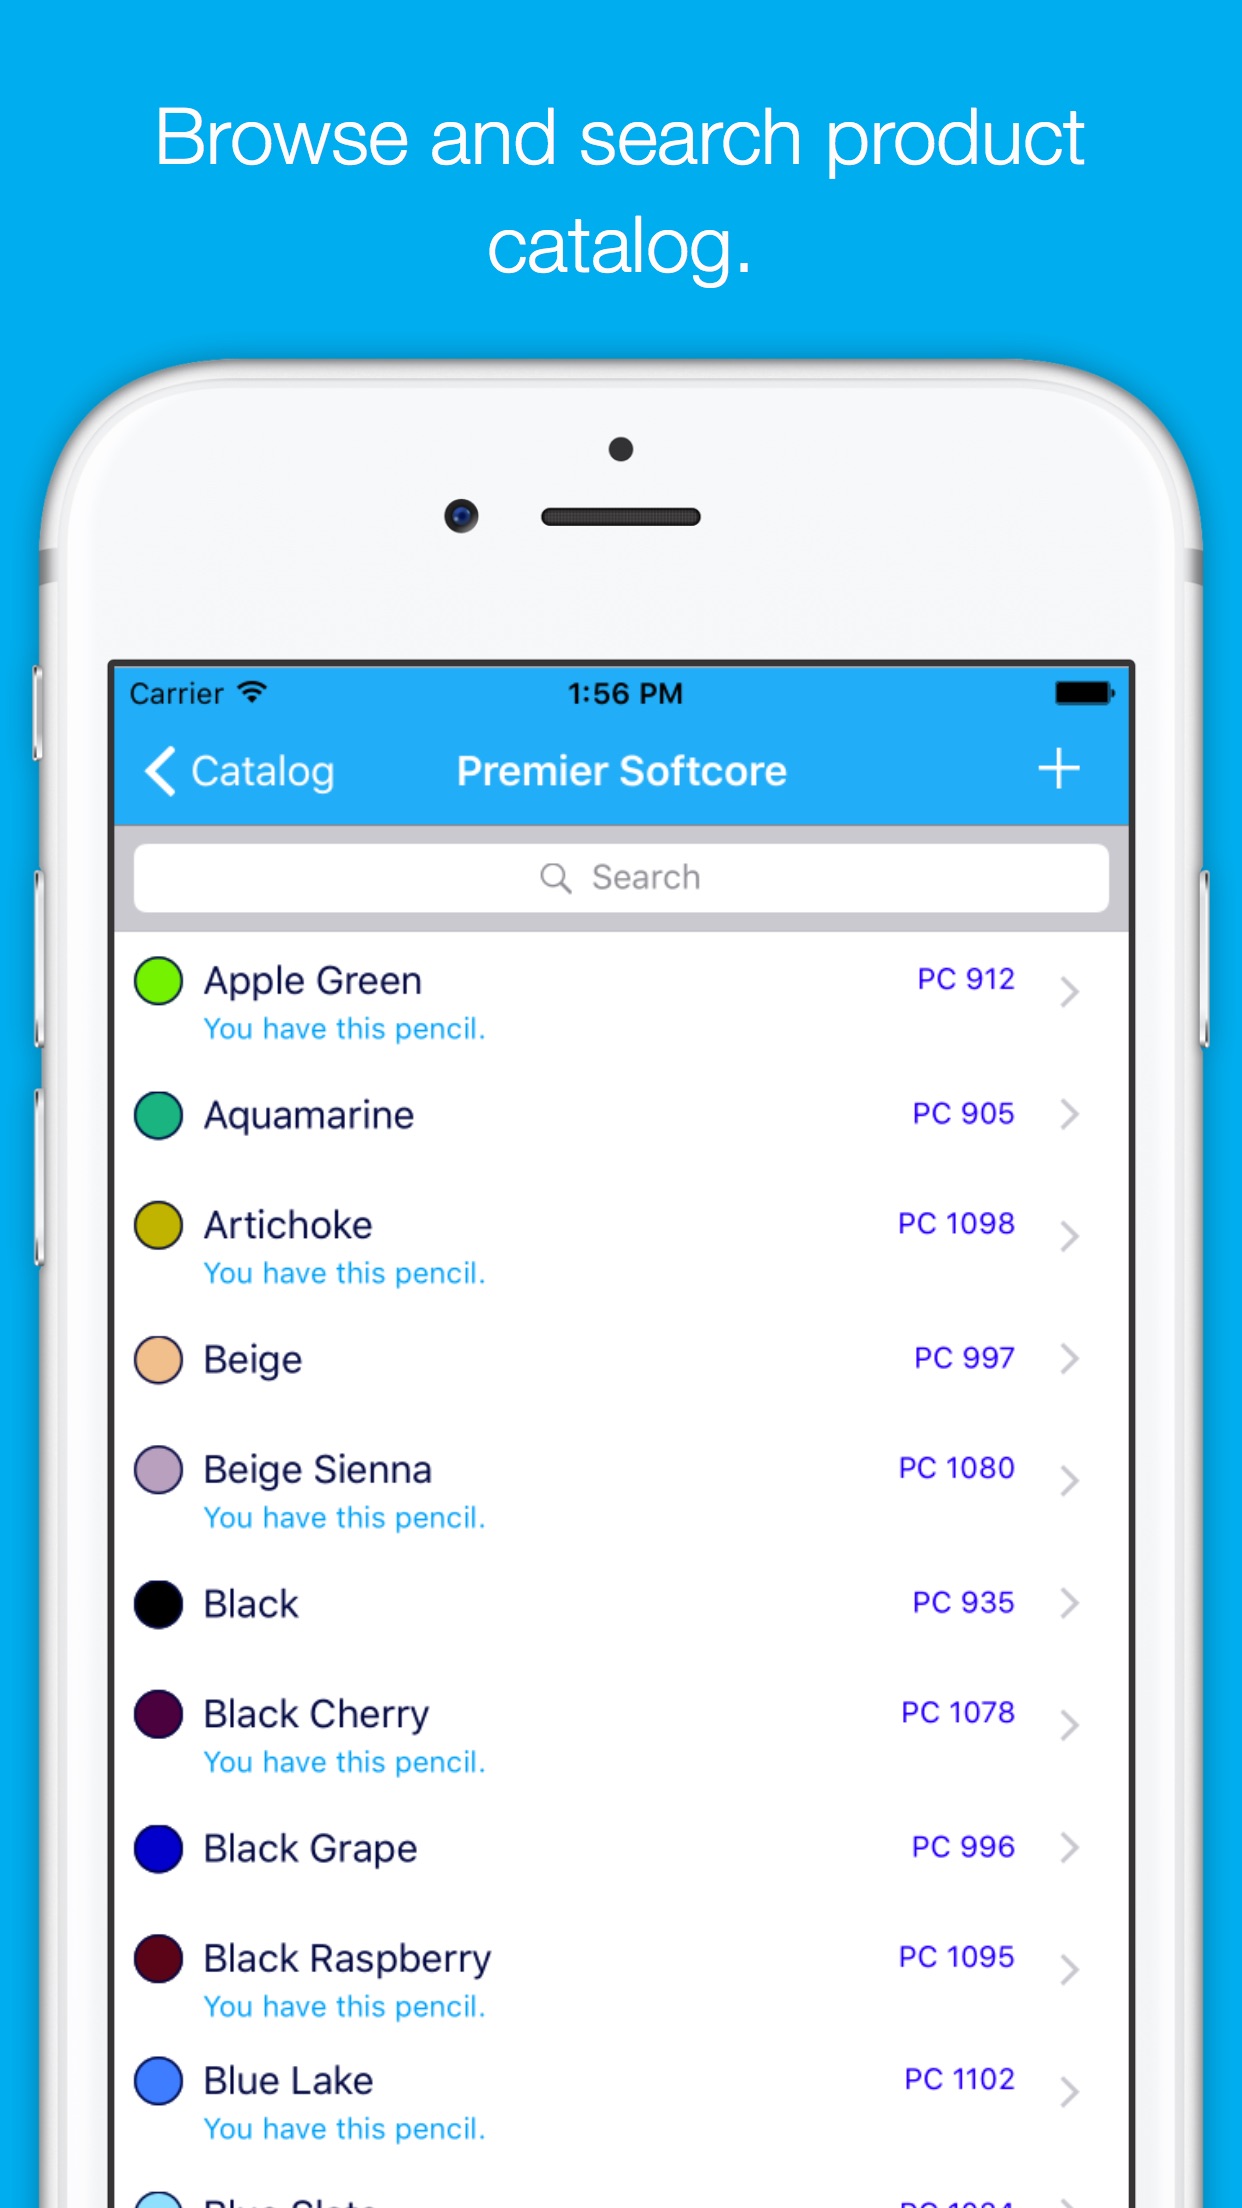 Browse and search product
catalog.
Carrier 1:56 PM
Catalog Premier Softcore
Search
Apple Green PC 912
You have this pencil.
Aquamarine PC 905
Artichoke PC 1098
You have this pencil.
Beige PC 997
Beige Sienna PC 1080
You have this pencil.
Black PC 935
Black Cherry PC 1078
You have this pencil.
Black Grape PC 996
Black Raspberry PC 1095
You have this pencil.
Blue Lake PC 1102
You have this pencil.